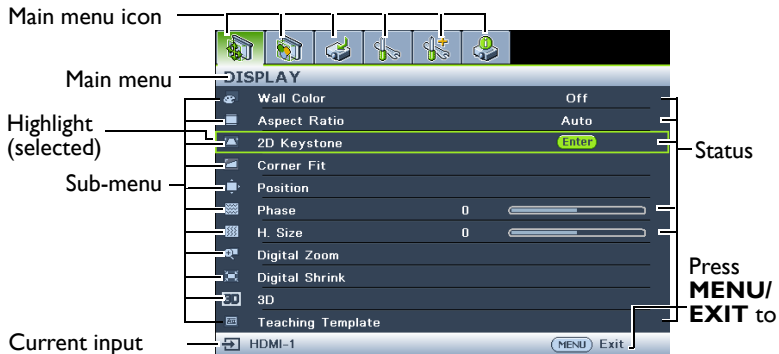 Main menu icon
Main menu
DISPLAY
Wall Color Off
Aspect Ratio Auto
Highlight
(selected)
2D Keystone Enter
Status
Corner Fit
Sub-menu
Position
Phase 0
H. Size 0
Digital Zoom
Digital Shrink
3D 3D
Teaching Template
Press
MENU/
EXIT to
Current input
HDMI-1 MENU Exit